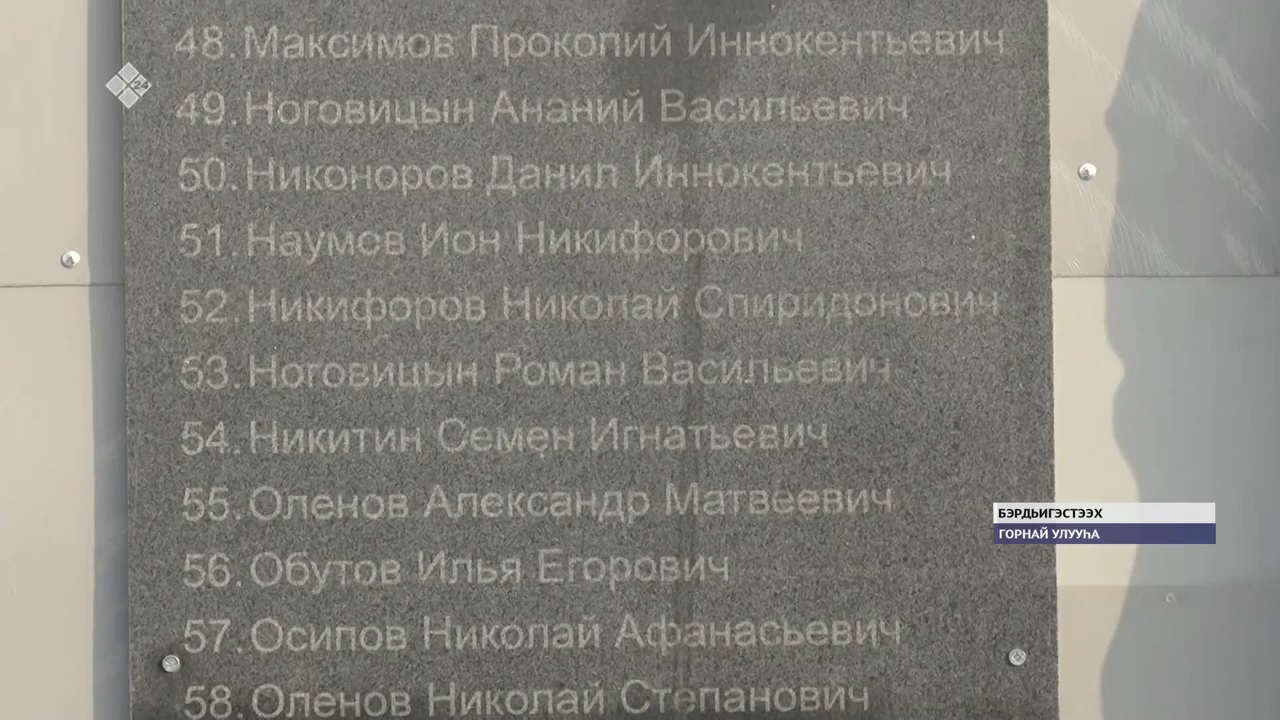 48. Максимов Прокопий Иннокентьевич
24
49. Ноговицын Ананий Васильевич
50. Никоноров Данил Иннокентьевич
51. Наумов Ион Никифорович
52. Никифоров Николай Спиридонович
53. Ноговицын Роман Васильевич
54. Никитин Семен Игнатьевич
55. Оленов Александр Матвеевич
БЭРДЬИГЭСТЭЭХ
ГОРНАЙ УЛУУҺА
56. Обутов Илья Егорович
57. Осипов Николай Афанасьевич
58. Оленов Николай Степанович